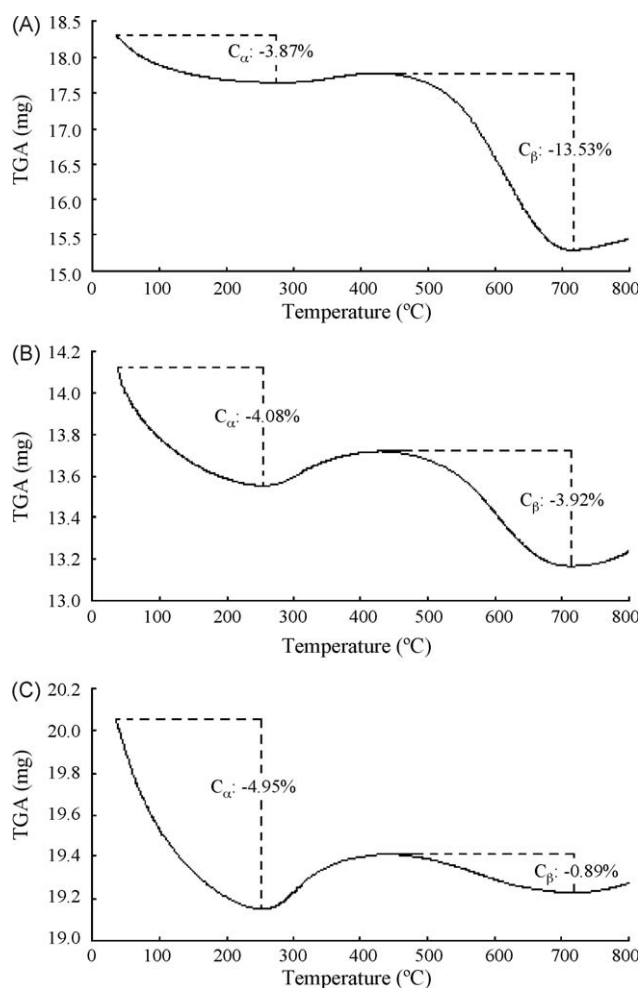 (A)
18.5
18.0
17.5
17.0
16.5
16.0
15.5
15.0
TGA (mg)
Cα: -3.87%
Cβ: -13.53%
0 100 200 300 400 500 600 700 800
Temperature (ºC)
(B)
14.2
14.0
13.8
13.6
13.4
13.2
13.0
TGA (mg)
Cα: -4.08%
Cβ: -3.92%
0 100 200 300 400 500 600 700 800
Temperature (ºC)
(C)
20.2
20.0
19.8
19.6
19.4
19.2
19.0
TGA (mg)
Cα: -4.95%
Cβ: -0.89%
0 100 200 300 400 500 600 700 800
Temperature (ºC)